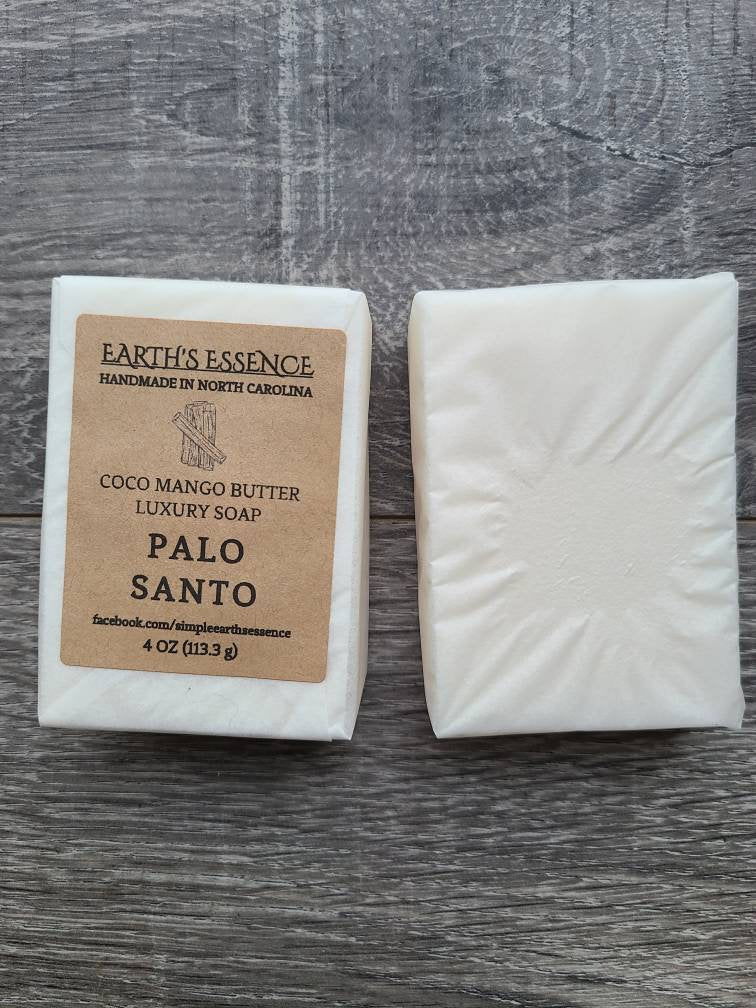 EARTH'S ESSENCE
HANDMADE IN NORTH CAROLINA
COCO MANGO BUTTER
LUXURY SOAP
PALO
SANTO
facebook.com/simpleearthsessence
4 OZ (113.3 g)